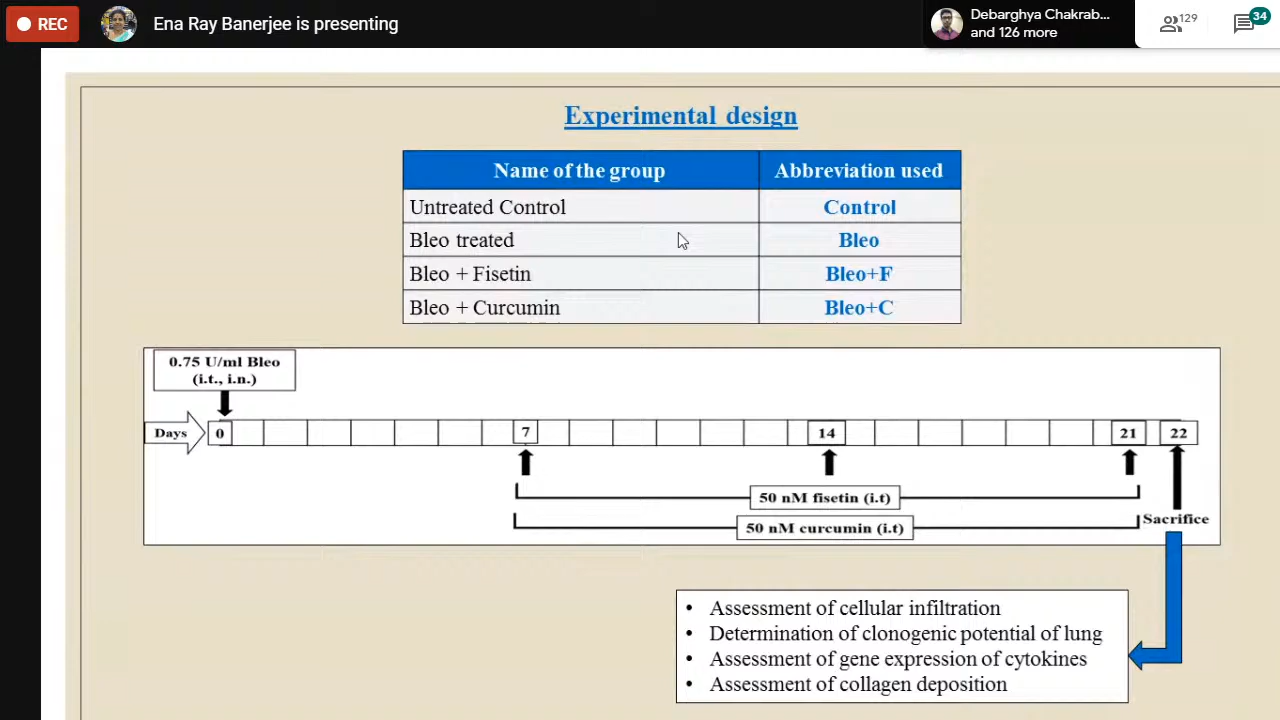 REC
Ena Ray Banerjee is presenting
Debarghya Chakrab...
and 126 more
129
34
Experimental design
Name of the group Abbreviation used
Untreated Control Control
Bleo treated Bleo
Bleo + Fisetin Bleo+F
Bleo + Curcumin Bleo+C
0.75 U/ml Bleo
(i.t., i.n.)
Days 0 7 14 21 22
50 nM fisetin (i.t)
50 nM curcumin (i.t)
Sacrifice
• Assessment of cellular infiltration
• Determination of clonogenic potential of lung
• Assessment of gene expression of cytokines
• Assessment of collagen deposition